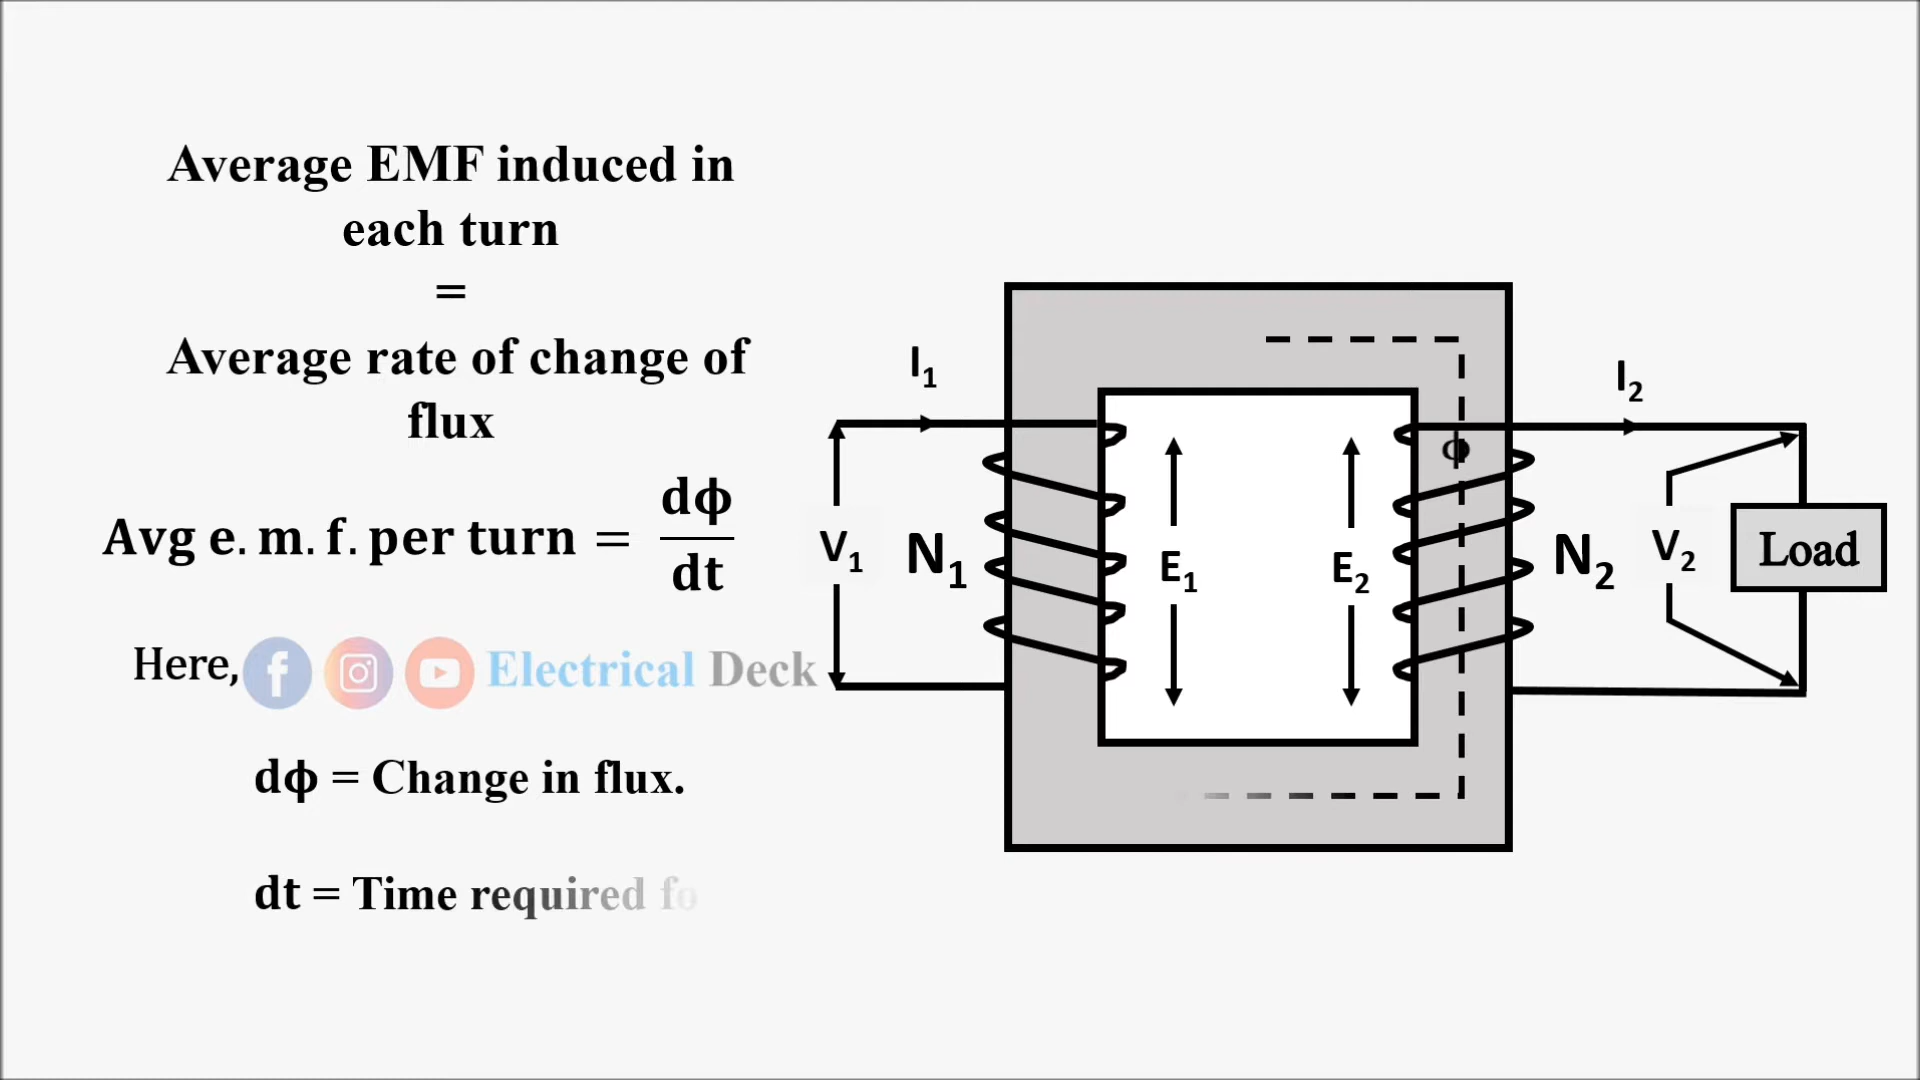 Average EMF induced in
each turn
=
Average rate of change of
flux
Avg e.m.f.per turn = dϕ/dt
Here,
Electrical Deck
dϕ = Change in flux.
dt = Time required fo
I₁
V₁
N₁
E₁
E₂
ϕ
N₂
I₂
V₂
Load